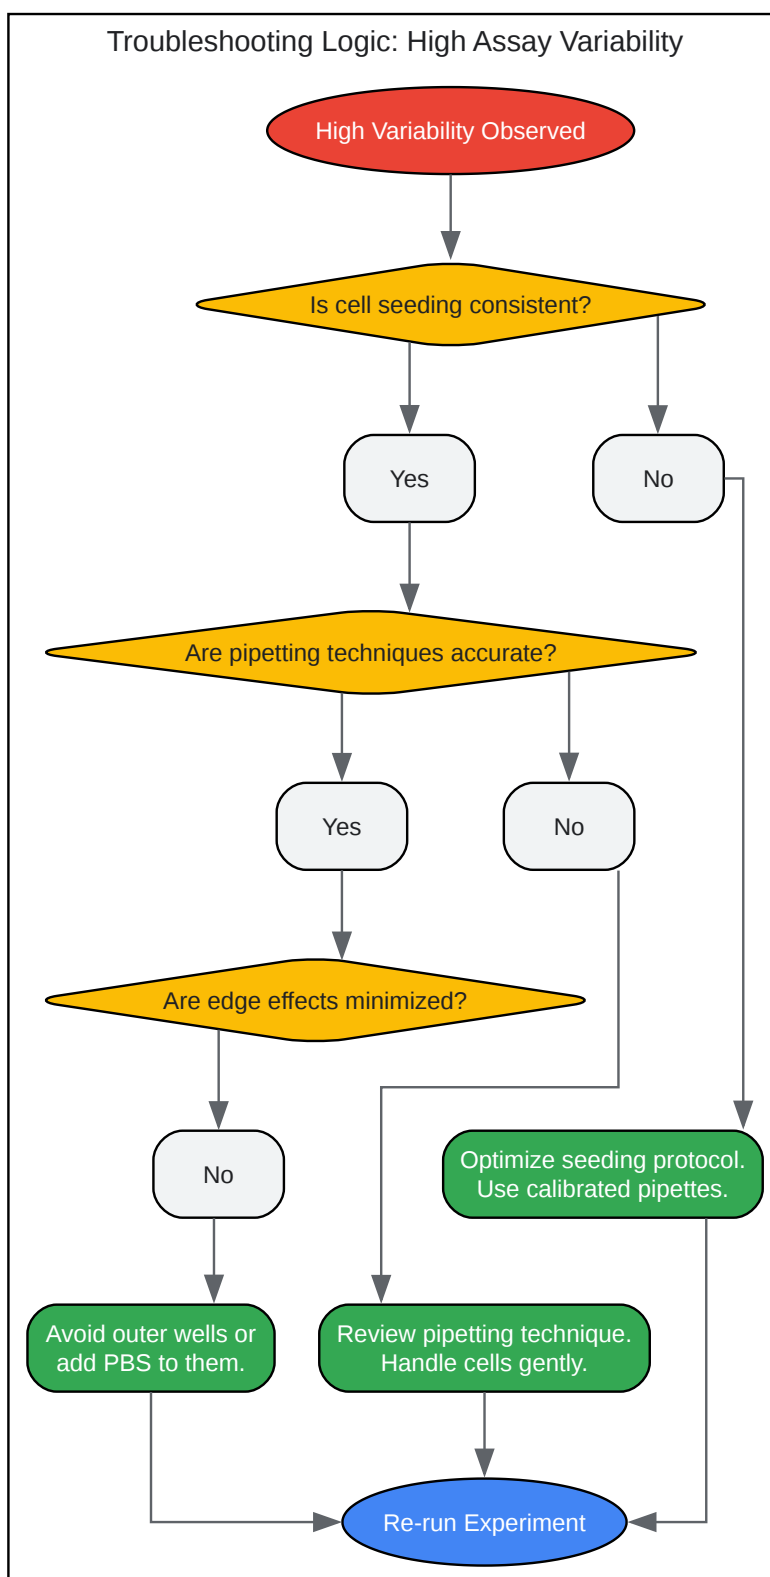 Troubleshooting Logic: High Assay Variability
High Variability Observed
Is cell seeding consistent?
Yes
No
Are pipetting techniques accurate?
Yes
No
Are edge effects minimized?
No
Optimize seeding protocol.
Use calibrated pipettes.
Avoid outer wells or
add PBS to them.
Review pipetting technique.
Handle cells gently.
Re-run Experiment